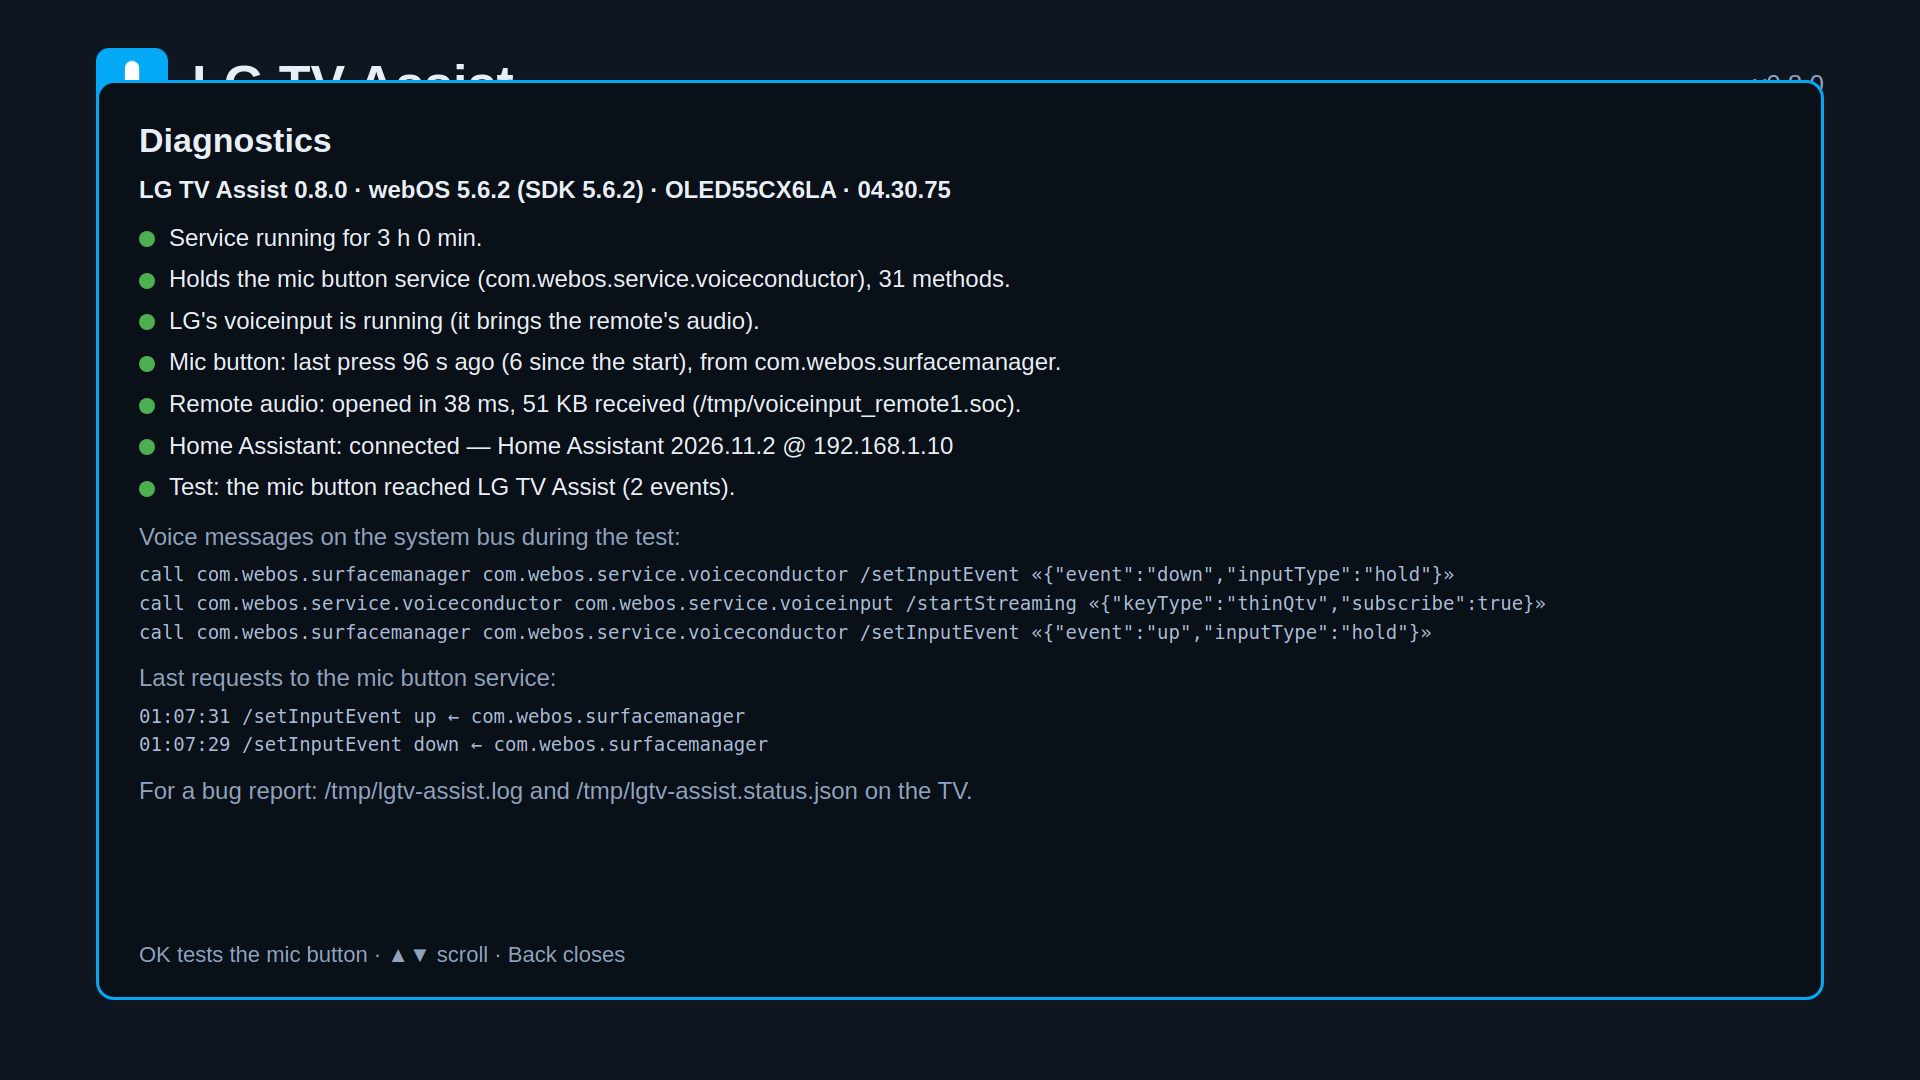 LG TV Assist
v0.8.0
Diagnostics
LG TV Assist 0.8.0 · webOS 5.6.2 (SDK 5.6.2) · OLED55CX6LA · 04.30.75
Service running for 3 h 0 min.
Holds the mic button service (com.webos.service.voiceconductor), 31 methods.
LG's voiceinput is running (it brings the remote's audio).
Mic button: last press 96 s ago (6 since the start), from com.webos.surfacemanager.
Remote audio: opened in 38 ms, 51 KB received (/tmp/voiceinput_remote1.soc).
Home Assistant: connected — Home Assistant 2026.11.2 @ 192.168.1.10
Test: the mic button reached LG TV Assist (2 events).
Voice messages on the system bus during the test:
call com.webos.surfacemanager com.webos.service.voiceconductor /setInputEvent «{"event":"down","inputType":"hold"}»
call com.webos.service.voiceconductor com.webos.service.voiceinput /startStreaming «{"keyType":"thinQtv","subscribe":true}»
call com.webos.surfacemanager com.webos.service.voiceconductor /setInputEvent «{"event":"up","inputType":"hold"}»
Last requests to the mic button service:
01:07:31 /setInputEvent up ← com.webos.surfacemanager
01:07:29 /setInputEvent down ← com.webos.surfacemanager
For a bug report: /tmp/lgtv-assist.log and /tmp/lgtv-assist.status.json on the TV.
OK tests the mic button · ▲▼ scroll · Back closes